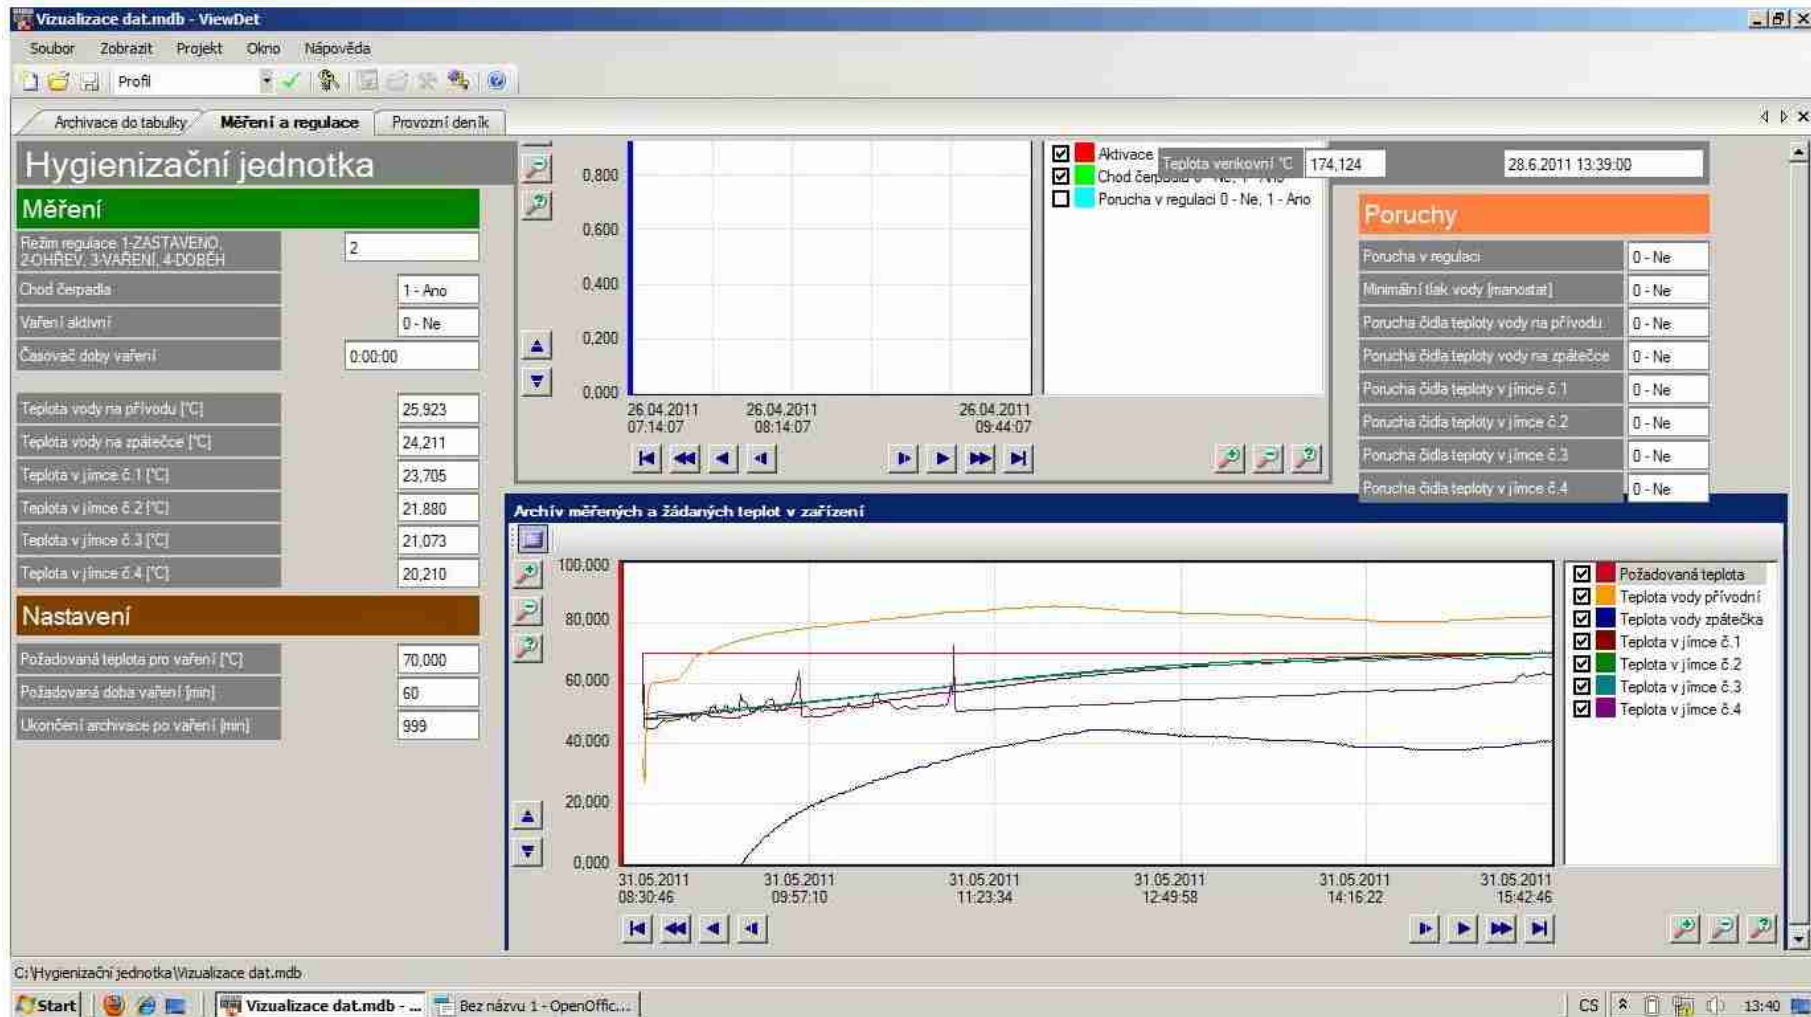 Vizualizace dat.mdb - ViewDet
Soubor Zobrazit Projekt Okno Nápověda
Profil
Archivace do tabulky Měření a regulace Provozní deník
Hygienizační jednotka
Měření
Režim regulace 1-ZASTAVENO,
2-OHŘEV, 3-VAŘENÍ, 4-DOBĚH
2
Chod čerpadla 1 - Ano
Vaření aktivní 0 - Ne
Časovač doby vaření 0:00:00
Teplota vody na přívodu [°C] 25,923
Teplota vody na zpátečce [°C] 24,211
Teplota v jímce č.1 [°C] 23,705
Teplota v jímce č.2 [°C] 21.880
Teplota v jímce č.3 [°C] 21,073
Teplota v jímce č.4 [°C] 20,210
Nastavení
Požadovaná teplota pro vaření [°C] 70,000
Požadovaná doba vaření [min] 60
Ukončení archivace po vaření [min] 999
0,800
0,600
0,400
0,200
0,000
26.04.2011 26.04.2011 26.04.2011
07:14:07 08:14:07 09:44:07
Aktivace
Chod čerpadla 0 - Ne, 1 - Ano
Porucha v regulaci 0 - Ne, 1 - Ano
Teplota venkovní °C 174,124 28.6.2011 13:39:00
Poruchy
Porucha v regulaci 0 - Ne
Minimální tlak vody [manostat] 0 - Ne
Porucha čidla teploty vody na přívodu 0 - Ne
Porucha čidla teploty vody na zpátečce 0 - Ne
Porucha čidla teploty v jímce č.1 0 - Ne
Porucha čidla teploty v jímce č.2 0 - Ne
Porucha čidla teploty v jímce č.3 0 - Ne
Porucha čidla teploty v jímce č.4 0 - Ne
Archív měřených a žádaných teplot v zařízení
100,000
80,000
60,000
40,000
20,000
0,000
31.05.2011 31.05.2011 31.05.2011 31.05.2011 31.05.2011 31.05.2011
08:30:46 09:57:10 11:23:34 12:49:58 14:16:22 15:42:46
Požadovaná teplota
Teplota vody přívodní
Teplota vody zpátečka
Teplota v jímce č.1
Teplota v jímce č.2
Teplota v jímce č.3
Teplota v jímce č.4
C:\Hygienizační jednotka\Vizualizace dat.mdb
Start Vizualizace dat.mdb - ... Bez názvu 1 - OpenOffic... CS 13:40